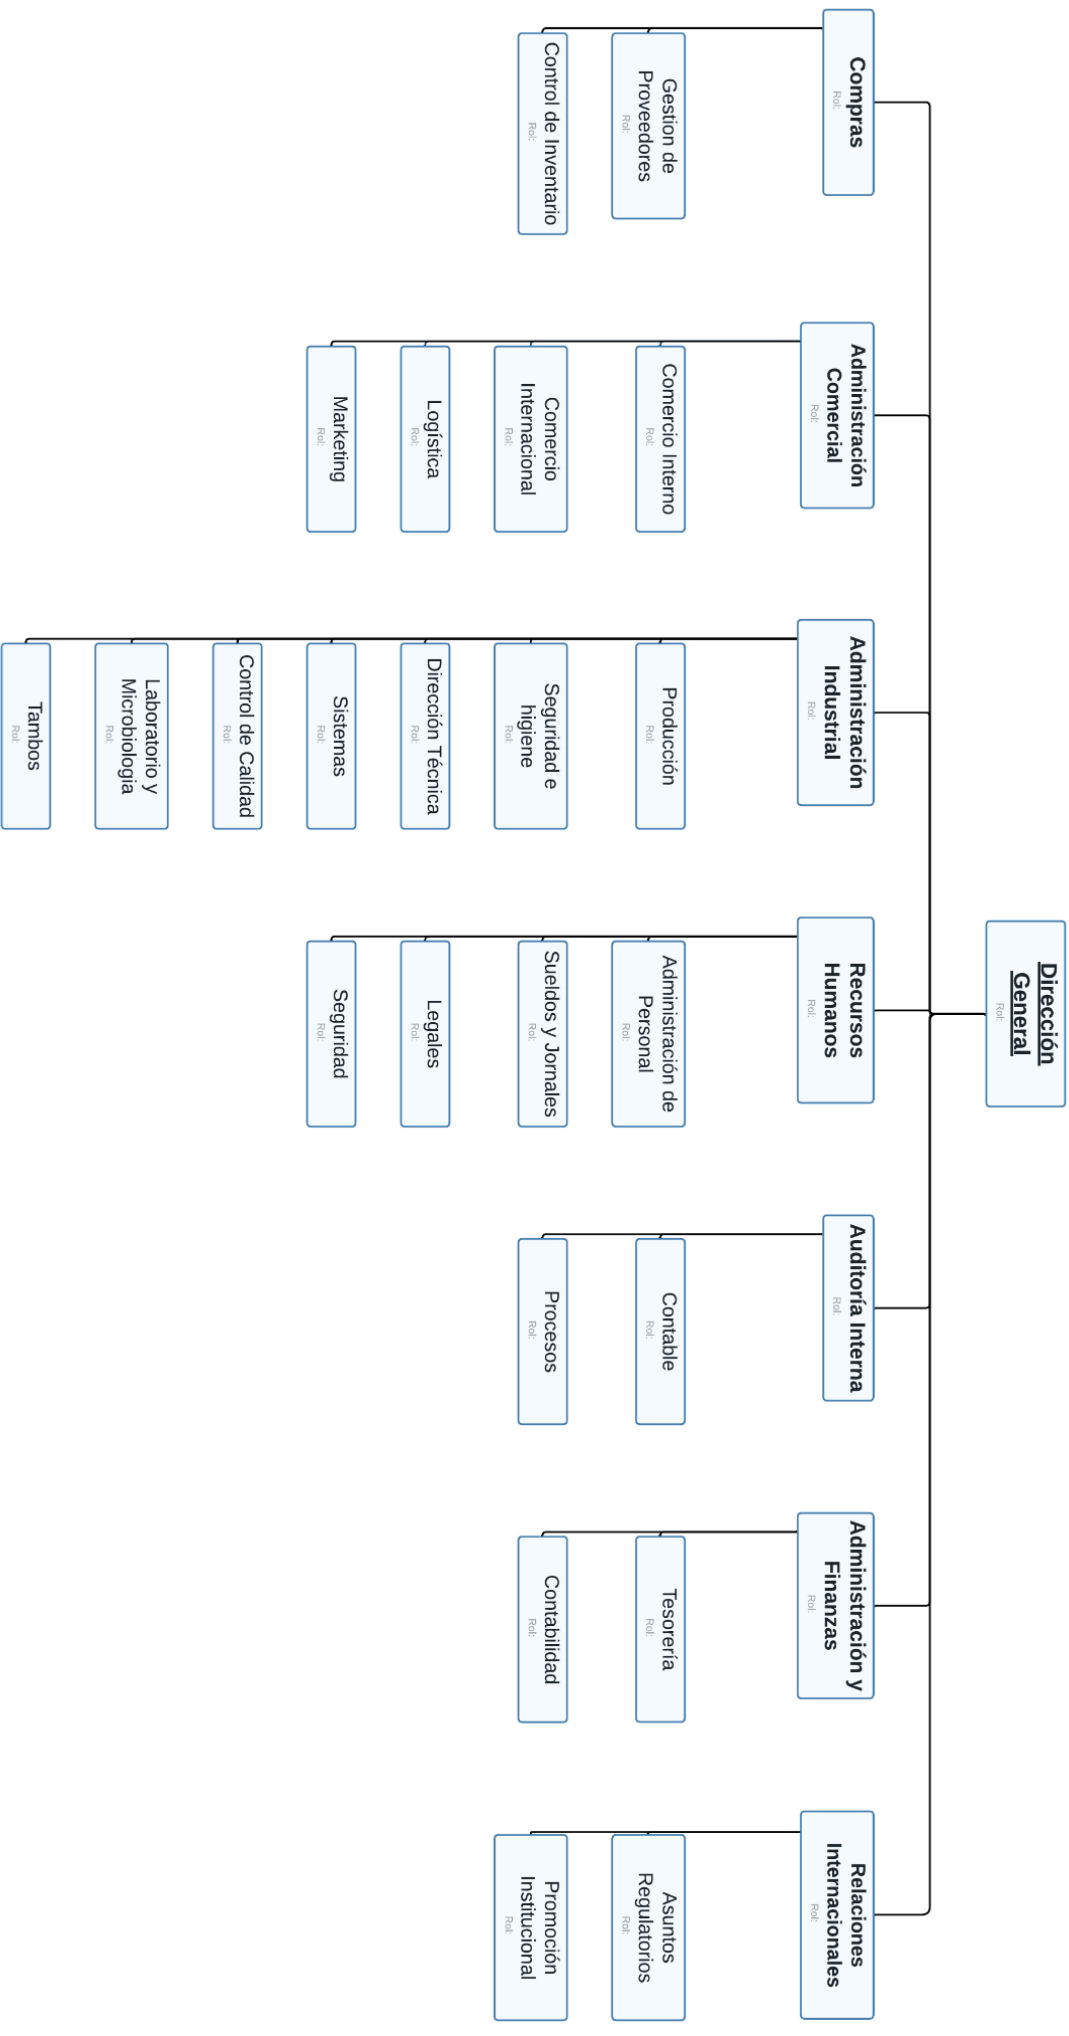 Dirección
General
Rol:
Compras
Rol:
Gestion de
Proveedores
Rol:
Control de Inventario
Rol:
Administración
Comercial
Rol:
Comercio Interno
Rol:
Comercio
Internacional
Rol:
Logística
Rol:
Marketing
Rol:
Administración
Industrial
Rol:
Producción
Rol:
Seguridad e
higiene
Rol:
Dirección Técnica
Rol:
Sistemas
Rol:
Control de Calidad
Rol:
Laboratorio y
Microbiologia
Rol:
Tambos
Rol:
Recursos
Humanos
Rol:
Administración de
Personal
Rol:
Sueldos y Jornales
Rol:
Legales
Rol:
Seguridad
Rol:
Auditoría Interna
Rol:
Contable
Rol:
Procesos
Rol:
Administración y
Finanzas
Rol:
Tesorería
Rol:
Contabilidad
Rol:
Relaciones
Internacionales
Rol:
Asuntos
Regulatorios
Rol:
Promoción
Institucional
Rol: